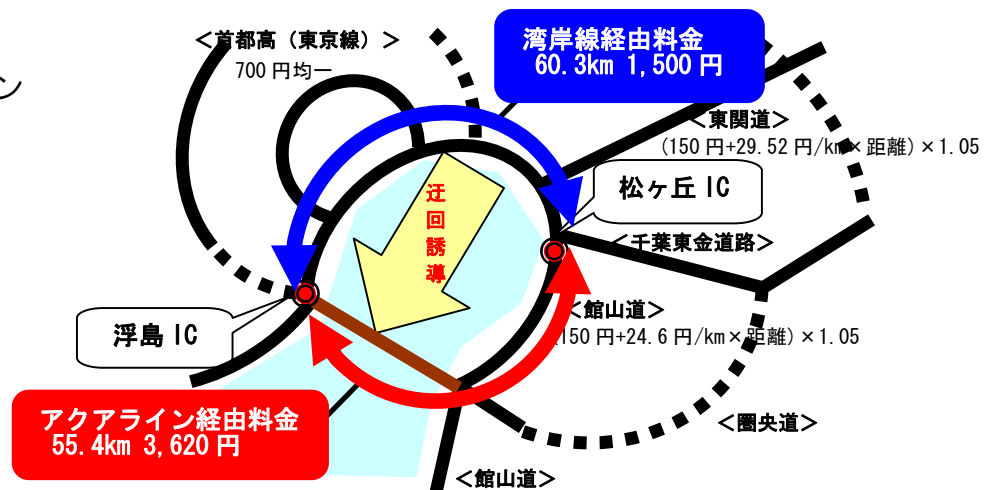 ン
<首都高（東京線）>
700 円均一
湾岸線経由料金
60.3km 1,500 円
<東関道>
(150 円+29.52 円/km×距離)×1.05
松ヶ丘 IC
迂回誘導
<千葉東金道路>
<館山道>
(150 円+24.6 円/km×距離)×1.05
浮島 IC
アクアライン経由料金
55.4km 3,620 円
<圏央道>
<館山道>